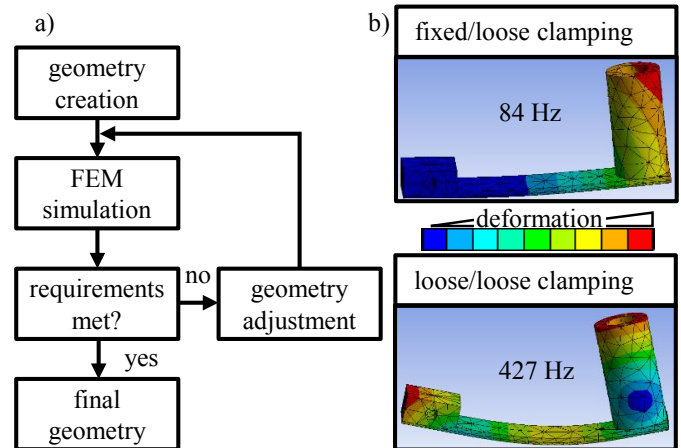 a)
geometry
creation
FEM
simulation
requirements
met?
no
geometry
adjustment
yes
final
geometry
b)
fixed/loose clamping
84 Hz
deformation
loose/loose clamping
427 Hz